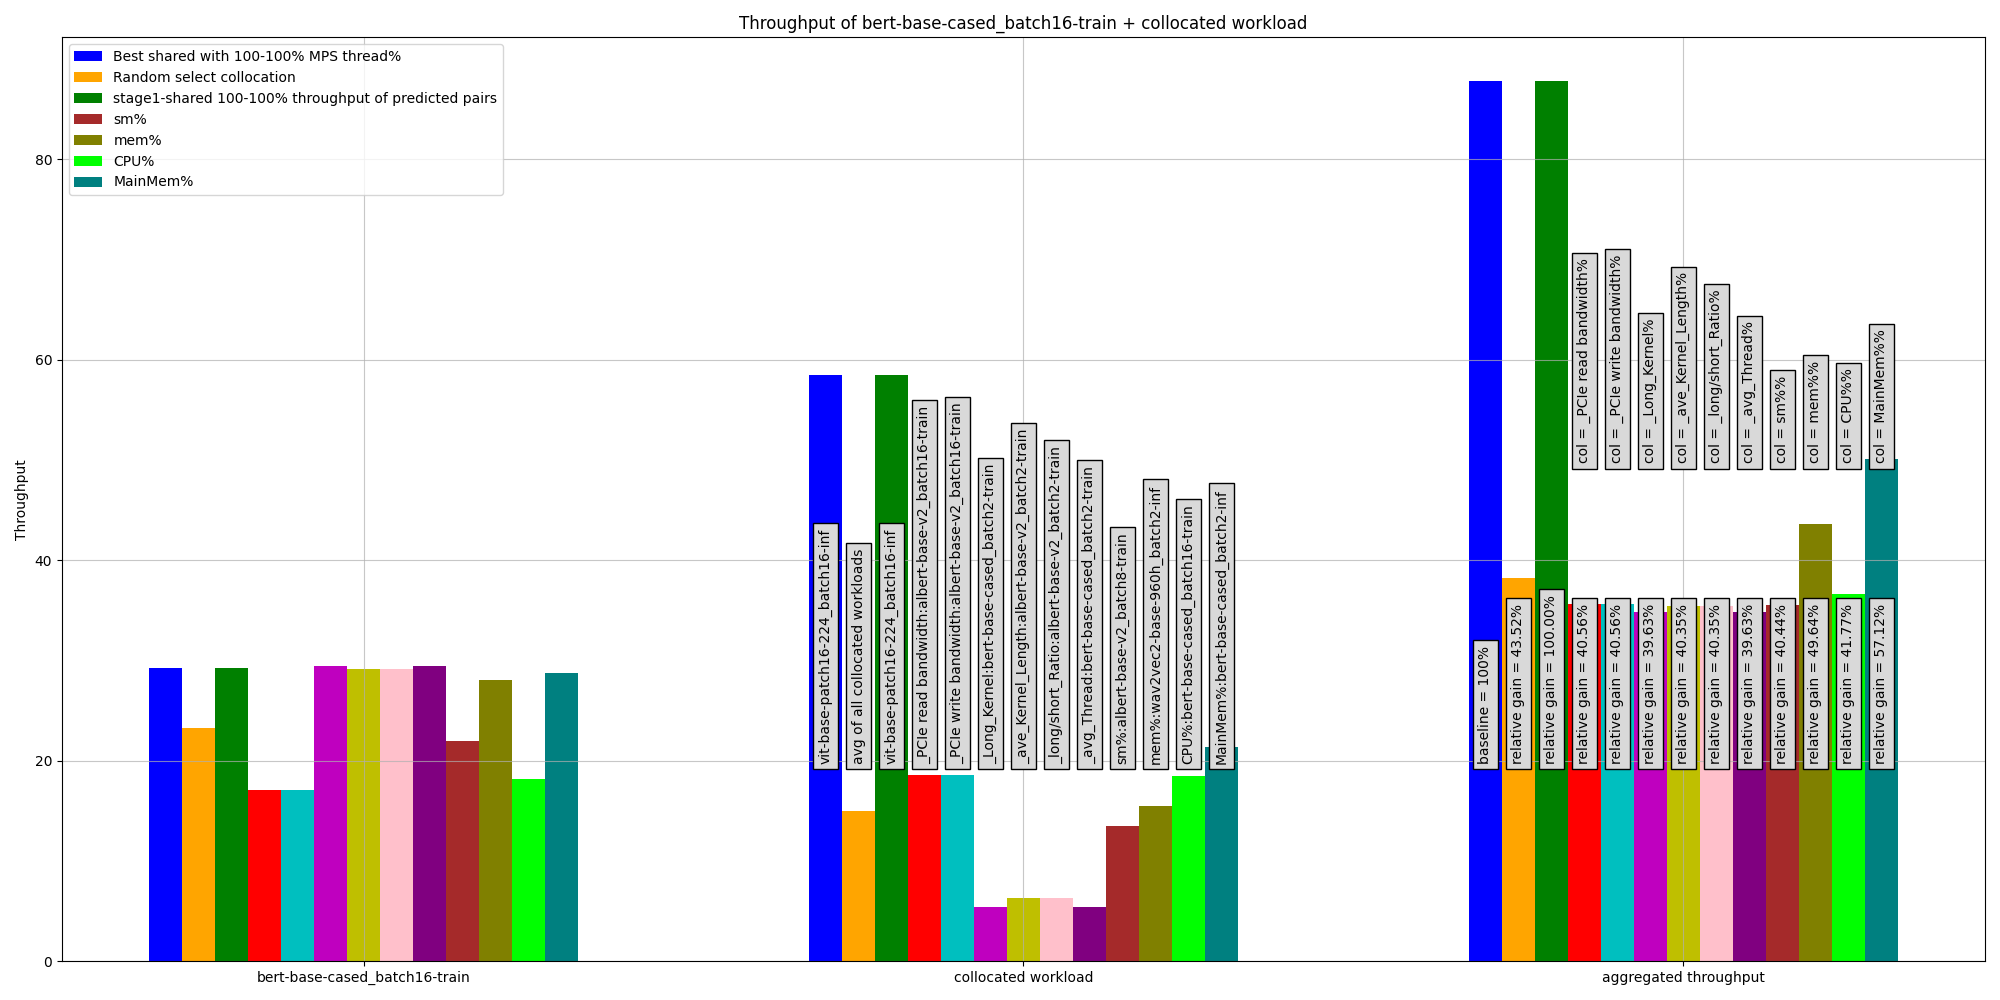 Throughput of bert-base-cased_batch16-train + collocated workload
Best shared with 100-100% MPS thread%
Random select collocation
stage1-shared 100-100% throughput of predicted pairs
sm%
mem%
CPU%
MainMem%
Throughput
80
60
40
20
0
vit-base-patch16-224_batch16-inf
avg of all collocated workloads
vit-base-patch16-224_batch16-inf
_PCIe read bandwidth:albert-base-v2_batch16-train
_PCIe write bandwidth:albert-base-v2_batch16-train
_Long_Kernel:bert-base-cased_batch2-train
_ave_Kernel_Length:albert-base-v2_batch2-train
_long/short_Ratio:albert-base-v2_batch2-train
_avg_Thread:bert-base-cased_batch2-train
sm%:albert-base-v2_batch8-train
mem%:wav2vec2-base-960h_batch2-inf
CPU%:bert-base-cased_batch16-train
MainMem%:bert-base-cased_batch2-inf
col = _PCIe read bandwidth%
col = _PCIe write bandwidth%
col = _Long_Kernel%
col = _ave_Kernel_Length%
col = _long/short_Ratio%
col = _avg_Thread%
col = sm%%
col = mem%%
col = CPU%%
col = MainMem%%
baseline = 100%
relative gain = 43.52%
relative gain = 100.00%
relative gain = 40.56%
relative gain = 40.56%
relative gain = 39.63%
relative gain = 40.35%
relative gain = 40.35%
relative gain = 39.63%
relative gain = 40.44%
relative gain = 49.64%
relative gain = 41.77%
relative gain = 57.12%
bert-base-cased_batch16-train
collocated workload
aggregated throughput